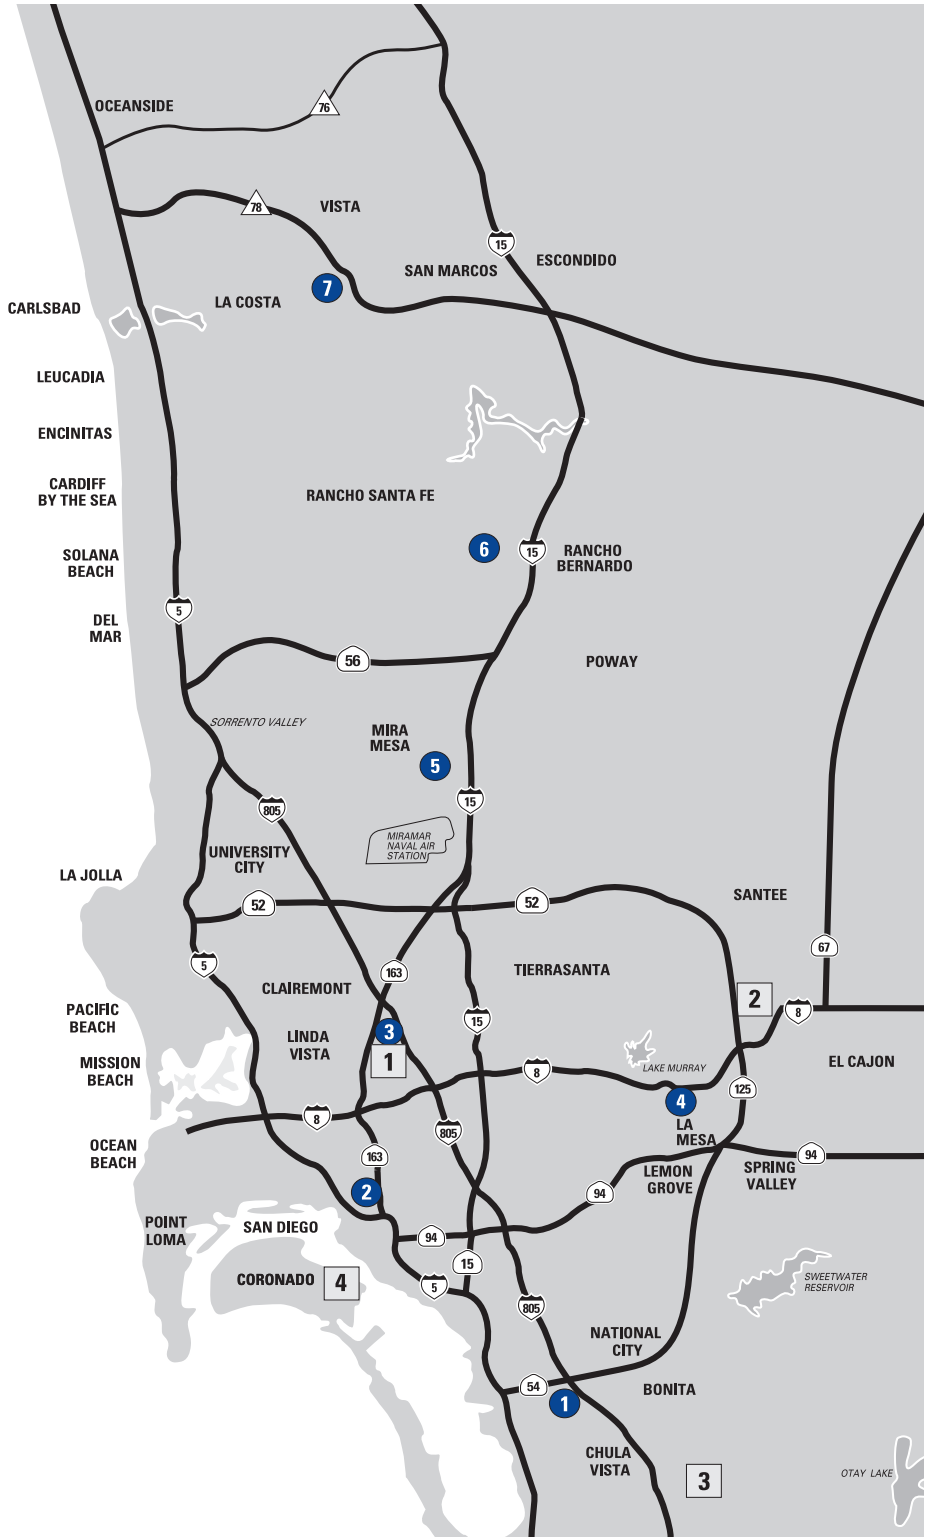 76
OCEANSIDE
78
VISTA
15
ESCONDIDO
SAN MARCOS
7
LA COSTA
CARLSBAD
LEUCADIA
ENCINITAS
CARDIFF
BY THE SEA
RANCHO SANTA FE
6
15
RANCHO
BERNARDO
SOLANA
BEACH
5
DEL
MAR
56
POWAY
SORRENTO VALLEY
MIRA
MESA
5
15
805
MIRAMAR
NAVAL AIR
STATION
UNIVERSITY
CITY
LA JOLLA
52
52
SANTEE
67
5
163
TIERRASANTA
CLAIREMONT
2
8
PACIFIC
BEACH
15
3
LINDA
VISTA
1
MISSION
BEACH
LAKE MURRAY
EL CAJON
8
125
4
8
LA
MESA
805
OCEAN
BEACH
163
94
LEMON
GROVE
SPRING
VALLEY
2
94
POINT
LOMA
SAN DIEGO
94
15
CORONADO
4
5
SWEETWATER
RESERVOIR
805
NATIONAL
CITY
54
BONITA
1
CHULA
VISTA
3
OTAY LAKE